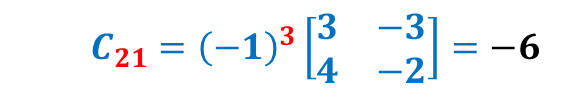 C₂₁ = (−1)³ [3 −3
4 −2] = −6